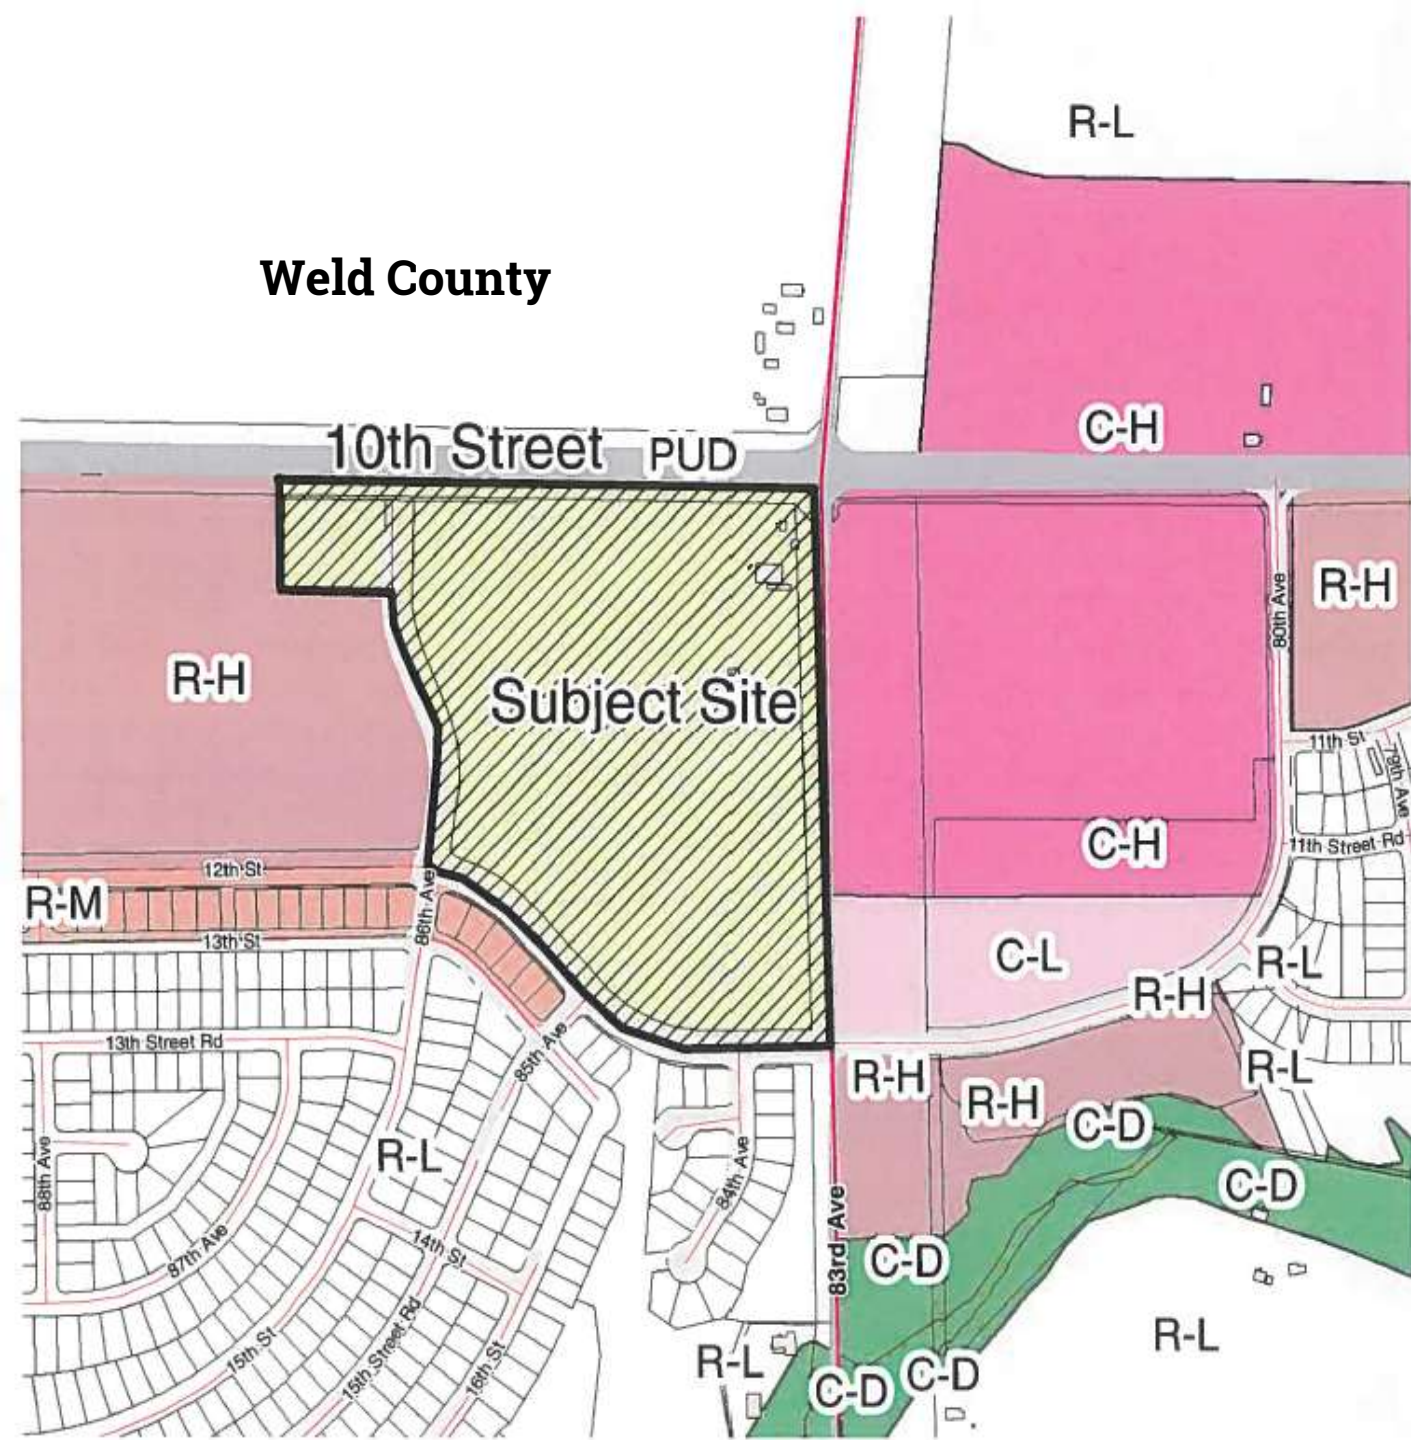 R-L
Weld County
C-H
10th Street
PUD
80th Ave
R-H
R-H
Subject Site
11th St
79th Ave
C-H
11th Street Rd
12th St
R-M
86th Ave
13th St
C-L
R-L
R-H
13th Street Rd
85th Ave
R-L
R-H
R-H
C-D
R-L
88th Ave
84th Ave
C-D
83rd Ave
87th Ave
14th St
C-D
R-L
15th St
15th Street Rd
16th St
R-L
C-D
C-D